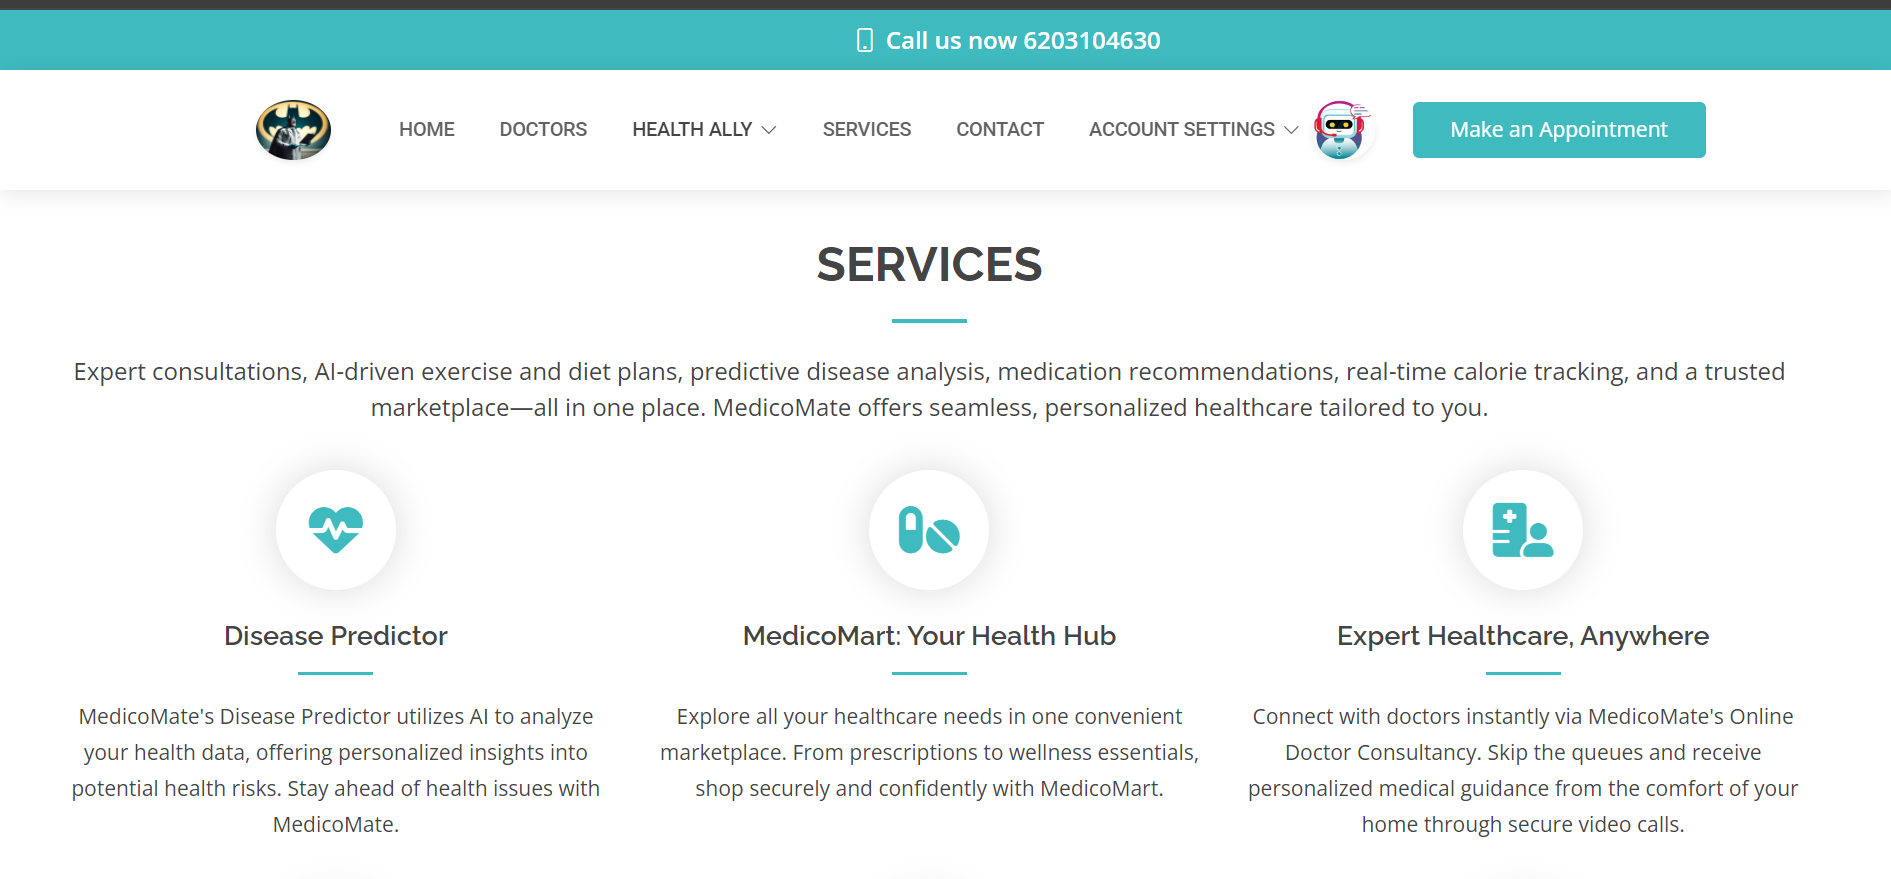 Call us now 6203104630
HOME
DOCTORS
HEALTH ALLY
SERVICES
CONTACT
ACCOUNT SETTINGS
Make an Appointment
SERVICES
Expert consultations, AI-driven exercise and diet plans, predictive disease analysis, medication recommendations, real-time calorie tracking, and a trusted
marketplace—all in one place. MedicoMate offers seamless, personalized healthcare tailored to you.
Disease Predictor
MedicoMate's Disease Predictor utilizes AI to analyze
your health data, offering personalized insights into
potential health risks. Stay ahead of health issues with
MedicoMate.
MedicoMart: Your Health Hub
Explore all your healthcare needs in one convenient
marketplace. From prescriptions to wellness essentials,
shop securely and confidently with MedicoMart.
Expert Healthcare, Anywhere
Connect with doctors instantly via MedicoMate's Online
Doctor Consultancy. Skip the queues and receive
personalized medical guidance from the comfort of your
home through secure video calls.